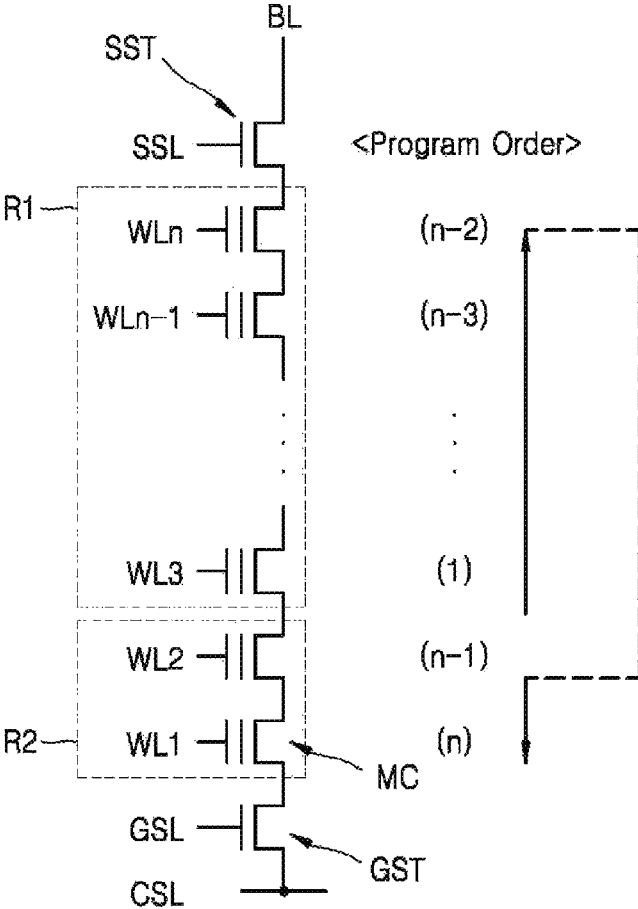 BL
SST
SSL <Program Order>
R1
WLn (n-2)
WLn-1 (n-3)
WL3 (1)
WL2 (n-1)
R2 WL1 (n)
MC
GSL
GST
CSL